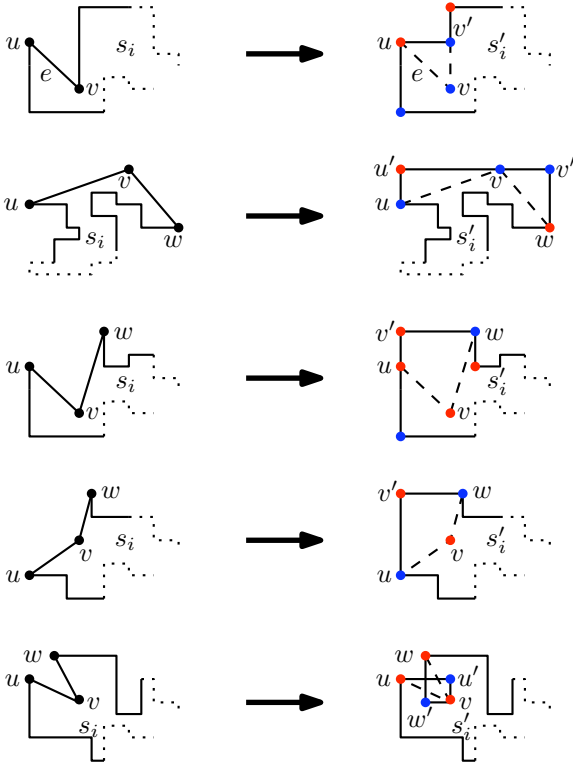 u e v s_i u e v′ s′_i v
u v w s_i u′ u v v′ w s′_i
u v w s_i v′ u v w s′_i
u v w s_i v′ u v w s′_i
w u v s_i w u u′ v w′ s′_i